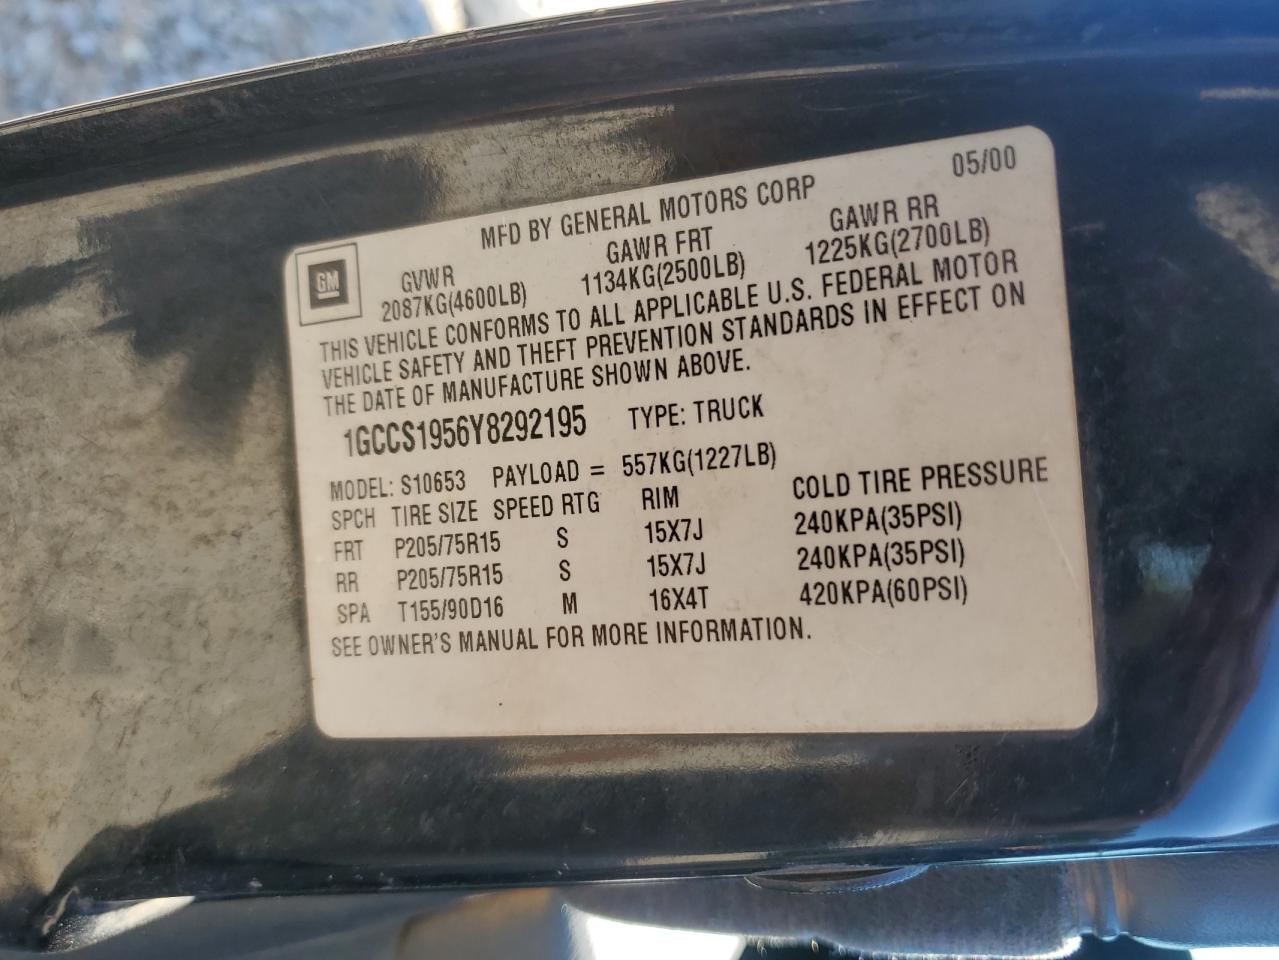 05/00
MFD BY GENERAL MOTORS CORP
GM
GVWR GAWR FRT GAWR RR
2087KG(4600LB) 1134KG(2500LB) 1225KG(2700LB)
THIS VEHICLE CONFORMS TO ALL APPLICABLE U.S. FEDERAL MOTOR
VEHICLE SAFETY AND THEFT PREVENTION STANDARDS IN EFFECT ON
THE DATE OF MANUFACTURE SHOWN ABOVE.
1GCCS1956Y8292195 TYPE: TRUCK
MODEL: S10653 PAYLOAD = 557KG(1227LB)
SPCH TIRE SIZE SPEED RTG RIM COLD TIRE PRESSURE
FRT P205/75R15 S 15X7J 240KPA(35PSI)
RR P205/75R15 S 15X7J 240KPA(35PSI)
SPA T155/90D16 M 16X4T 420KPA(60PSI)
SEE OWNER'S MANUAL FOR MORE INFORMATION.